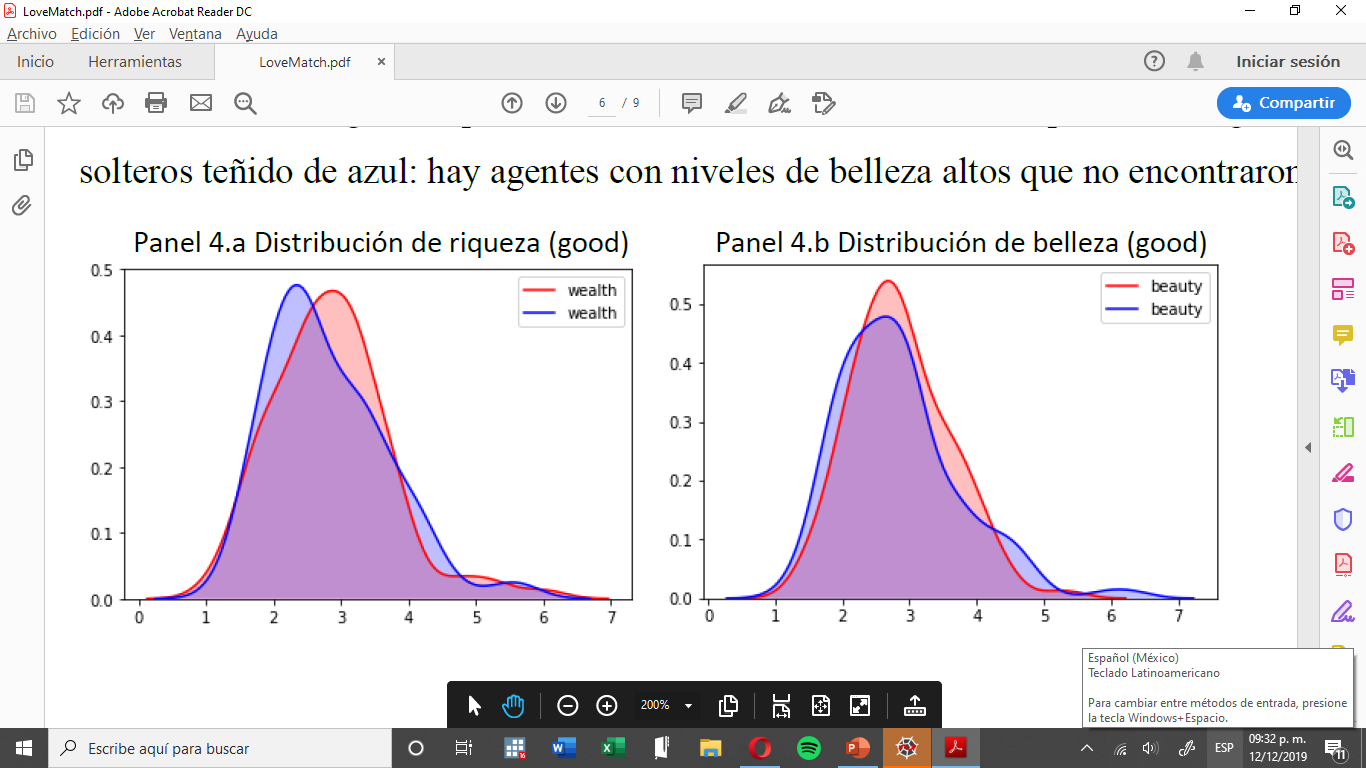 LoveMatch.pdf - Adobe Acrobat Reader DC
Archivo Edición Ver Ventana Ayuda
Inicio Herramientas LoveMatch.pdf × Iniciar sesión
6 / 9 Compartir
solteros teñido de azul: hay agentes con niveles de belleza altos que no encontraron
Panel 4.a Distribución de riqueza (good)
wealth
wealth
0.5
0.4
0.3
0.2
0.1
0.0
0 1 2 3 4 5 6 7
Panel 4.b Distribución de belleza (good)
beauty
beauty
0.5
0.4
0.3
0.2
0.1
0.0
0 1 2 3 4 5 6 7
Español (México)
Teclado Latinoamericano
Para cambiar entre métodos de entrada, presione
la tecla Windows+Espacio.
200%
Escribe aquí para buscar
ESP
09:32 p. m.
12/12/2019
11